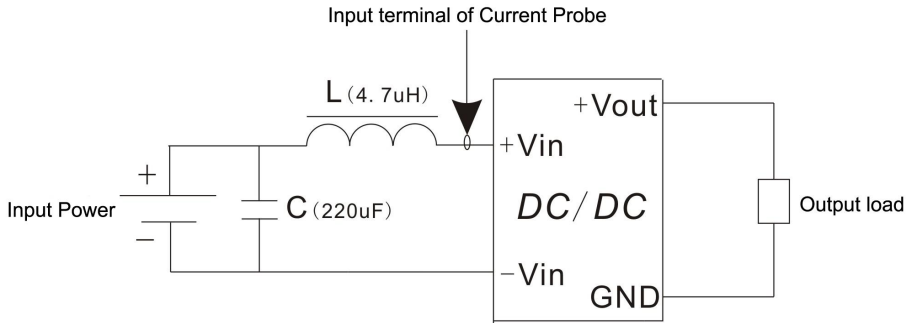 Input terminal of Current Probe
L (4. 7uH)
+Vout
+Vin
+
Input Power
C (220uF)
DC/DC
Output load
−
−Vin
GND